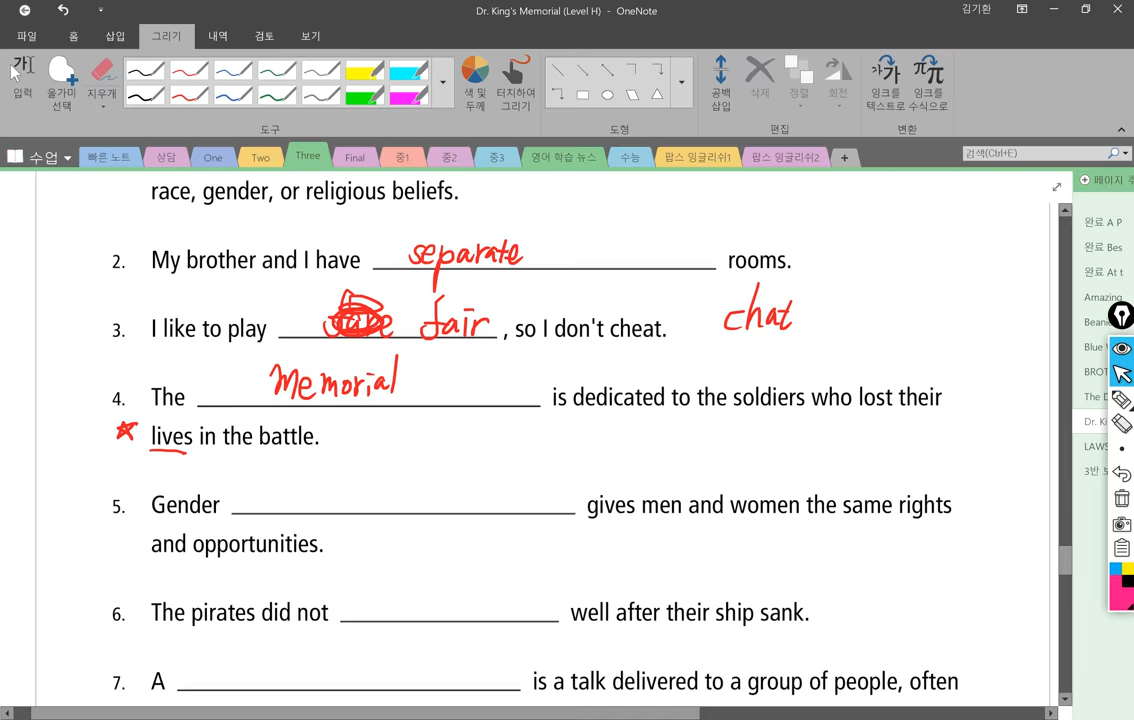 Dr. King's Memorial (Level H) - OneNote
김기환
파일 홈 삽입 그리기 내역 검토 보기
입력 올가미 선택 지우개 색 및 두께 터치하여 그리기 공백 삽입 삭제 정렬 회전 잉크를 텍스트로 잉크를 수식으로
도구 도형 편집 변환
수업 빠른 노트 상담 One Two Three Final 중1 중2 중3 영어 학습 뉴스 수능 팝스 잉글리쉬1 팝스 잉글리쉬2 검색(Ctrl+E)
페이지 추
race, gender, or religious beliefs.
완료 A P
완료 Bes
완료 At t
Amazing
Beani
Blue
BROT
The D
Dr. Ki
LAWS
3반 보
2. My brother and I have separate rooms.
3. I like to play fair, so I don't cheat. chat
4. The Memorial is dedicated to the soldiers who lost their
lives in the battle.
5. Gender gives men and women the same rights
and opportunities.
6. The pirates did not well after their ship sank.
7. A is a talk delivered to a group of people, often